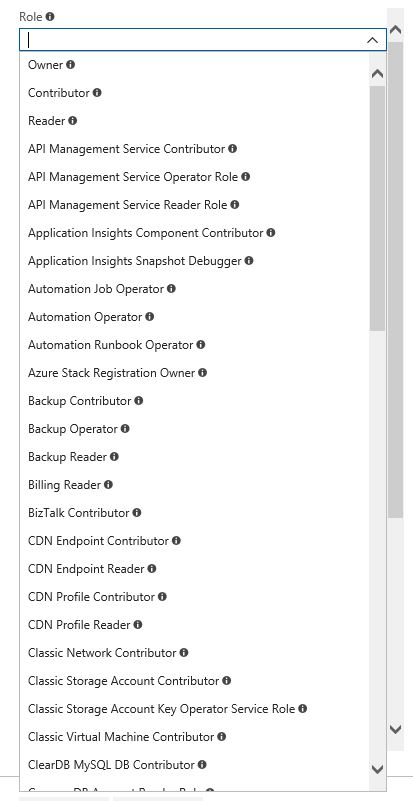 Role
Owner
Contributor
Reader
API Management Service Contributor
API Management Service Operator Role
API Management Service Reader Role
Application Insights Component Contributor
Application Insights Snapshot Debugger
Automation Job Operator
Automation Operator
Automation Runbook Operator
Azure Stack Registration Owner
Backup Contributor
Backup Operator
Backup Reader
Billing Reader
BizTalk Contributor
CDN Endpoint Contributor
CDN Endpoint Reader
CDN Profile Contributor
CDN Profile Reader
Classic Network Contributor
Classic Storage Account Contributor
Classic Storage Account Key Operator Service Role
Classic Virtual Machine Contributor
ClearDB MySQL DB Contributor